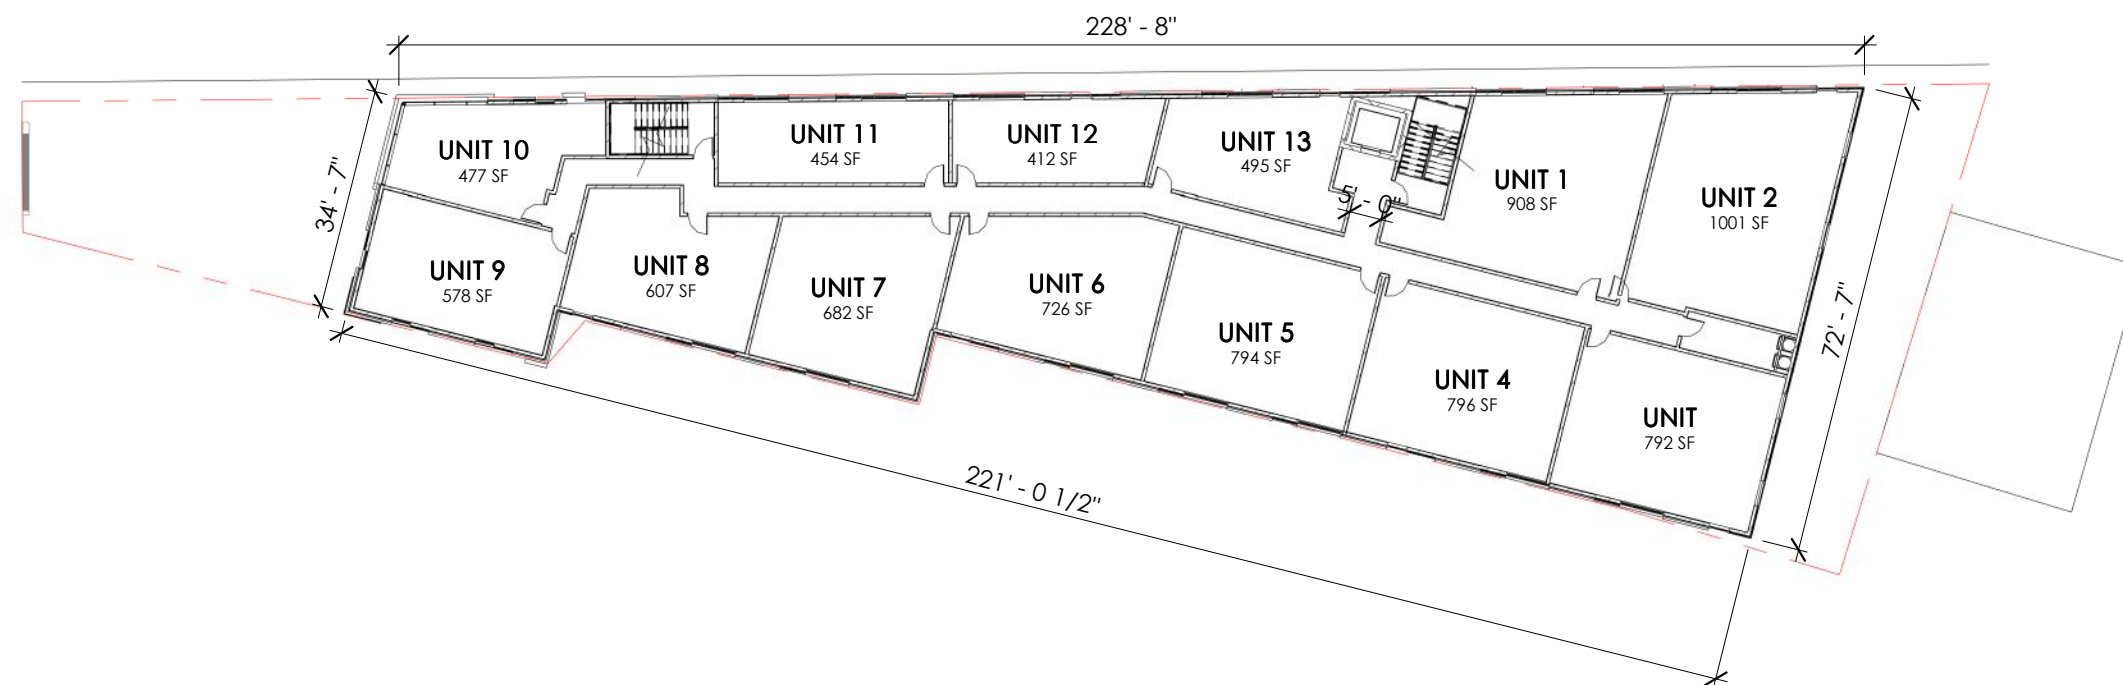 228' - 8"
34' - 7"
UNIT 10
477 SF
UNIT 11
454 SF
UNIT 12
412 SF
UNIT 13
495 SF
5' - 0"
UNIT 1
908 SF
UNIT 2
1001 SF
UNIT 9
578 SF
UNIT 8
607 SF
UNIT 7
682 SF
UNIT 6
726 SF
UNIT 5
794 SF
UNIT 4
796 SF
UNIT
792 SF
72' - 7"
221' - 0 1/2"